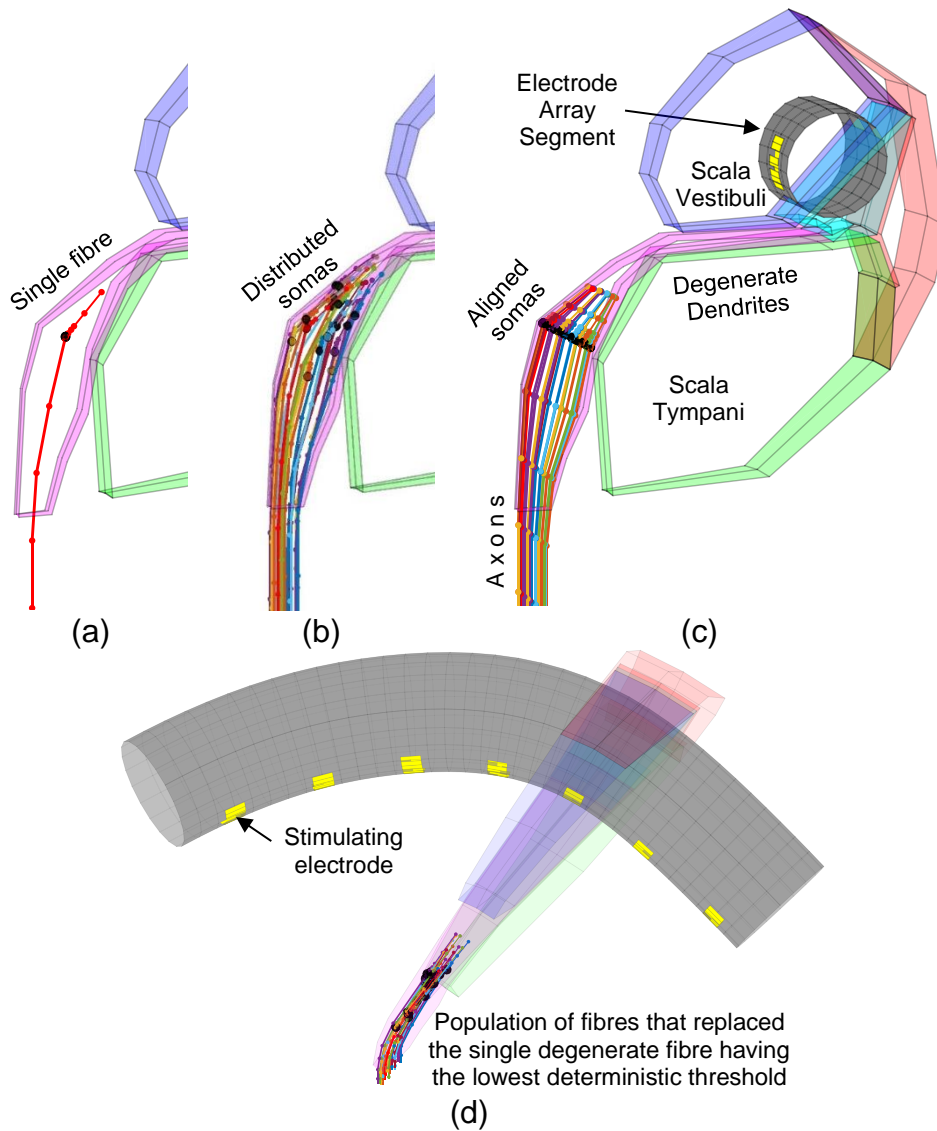 Single fibre
Distributed
somas
Electrode
Array
Segment
Scala
Vestibuli
Aligned
somas
Degenerate
Dendrites
Scala
Tympani
Axons
(a)
(b)
(c)
Stimulating
electrode
Population of fibres that replaced
the single degenerate fibre having
the lowest deterministic threshold
(d)